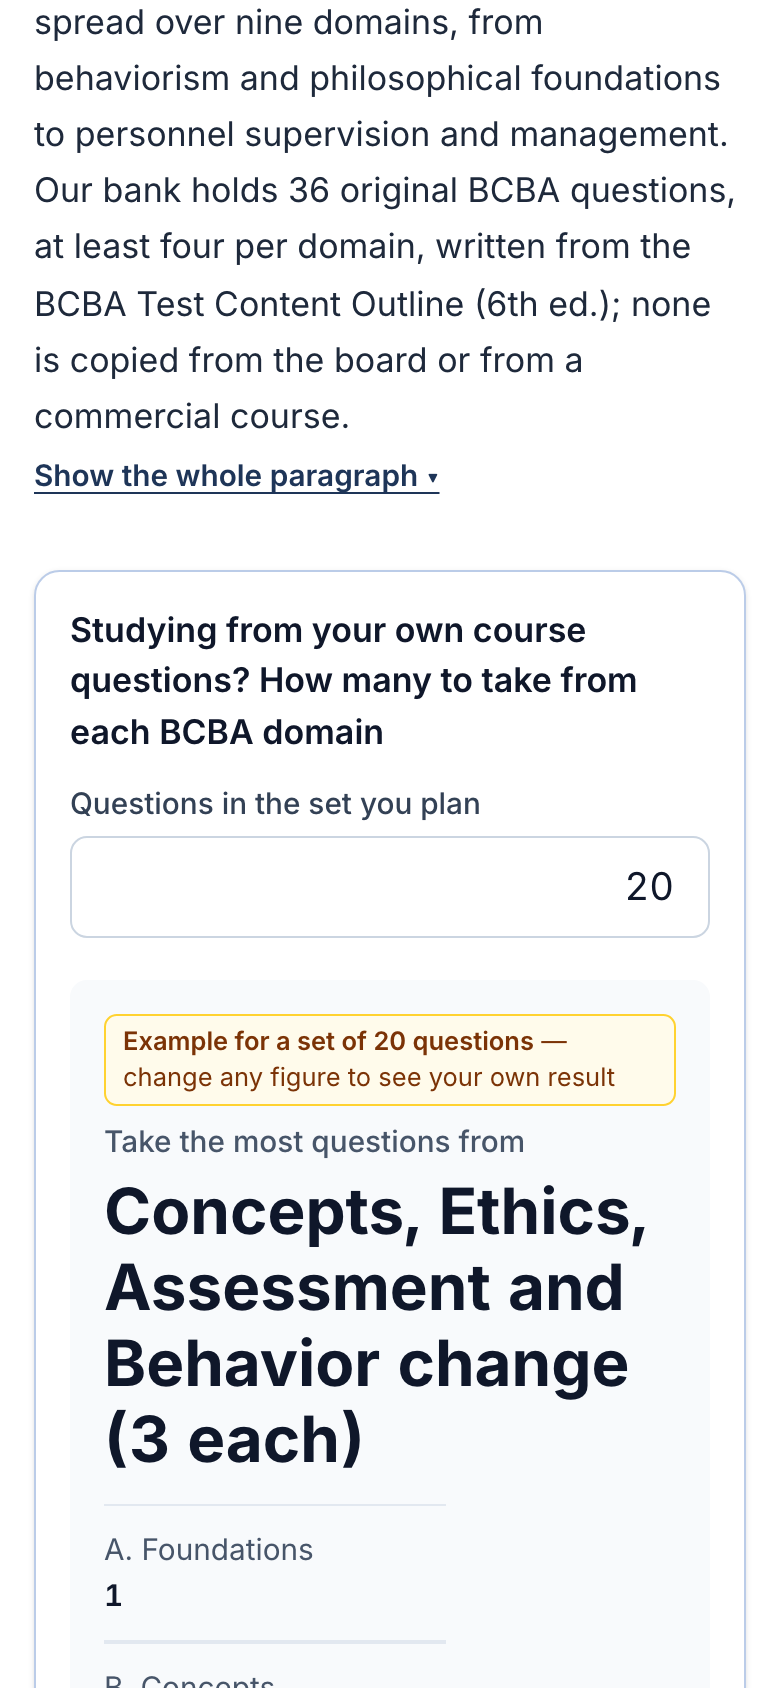 spread over nine domains, from
behaviorism and philosophical foundations
to personnel supervision and management.
Our bank holds 36 original BCBA questions,
at least four per domain, written from the
BCBA Test Content Outline (6th ed.); none
is copied from the board or from a
commercial course.
Show the whole paragraph ▾
Studying from your own course
questions? How many to take from
each BCBA domain
Questions in the set you plan
20
Example for a set of 20 questions —
change any figure to see your own result
Take the most questions from
Concepts, Ethics,
Assessment and
Behavior change
(3 each)
A. Foundations
1
B. Concepts